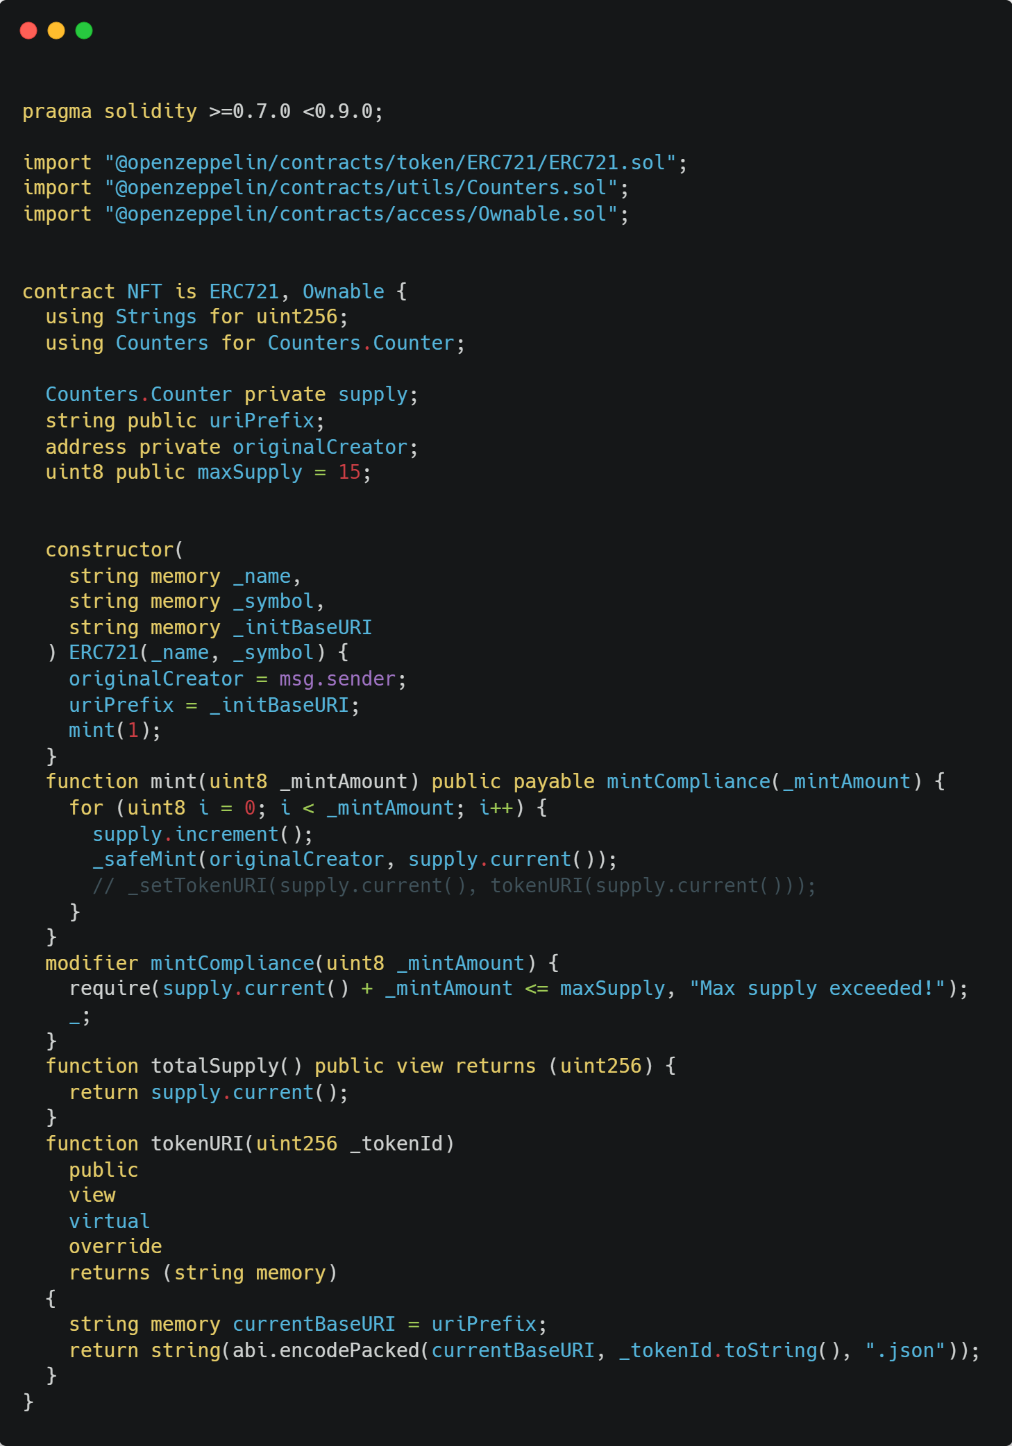 pragma solidity >=0.7.0 <0.9.0;
import "@openzeppelin/contracts/token/ERC721/ERC721.sol";
import "@openzeppelin/contracts/utils/Counters.sol";
import "@openzeppelin/contracts/access/Ownable.sol";
contract NFT is ERC721, Ownable {
  using Strings for uint256;
  using Counters for Counters.Counter;
  Counters.Counter private supply;
  string public uriPrefix;
  address private originalCreator;
  uint8 public maxSupply = 15;
  constructor(
    string memory _name,
    string memory _symbol,
    string memory _initBaseURI
  ) ERC721(_name, _symbol) {
    originalCreator = msg.sender;
    uriPrefix = _initBaseURI;
    mint(1);
  }
  function mint(uint8 _mintAmount) public payable mintCompliance(_mintAmount) {
    for (uint8 i = 0; i < _mintAmount; i++) {
      supply.increment();
      _safeMint(originalCreator, supply.current());
      // _setTokenURI(supply.current(), tokenURI(supply.current()));
    }
  }
  modifier mintCompliance(uint8 _mintAmount) {
    require(supply.current() + _mintAmount <= maxSupply, "Max supply exceeded!");
    _;
  }
  function totalSupply() public view returns (uint256) {
    return supply.current();
  }
  function tokenURI(uint256 _tokenId)
    public
    view
    virtual
    override
    returns (string memory)
  {
    string memory currentBaseURI = uriPrefix;
    return string(abi.encodePacked(currentBaseURI, _tokenId.toString(), ".json"));
  }
}